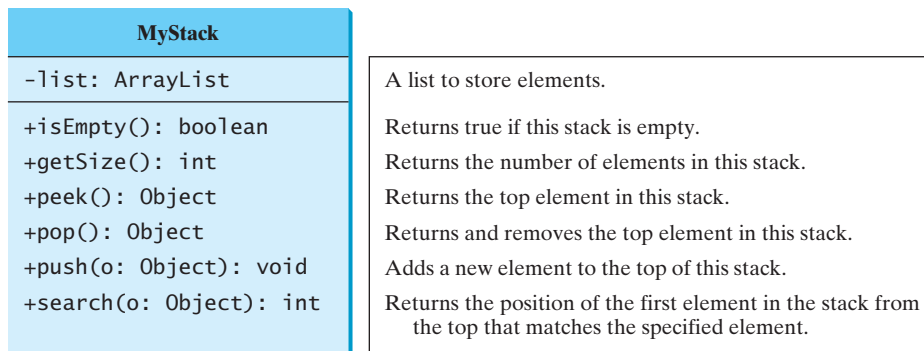 MyStack
-list: ArrayList
A list to store elements.
+isEmpty(): boolean
Returns true if this stack is empty.
+getSize(): int
Returns the number of elements in this stack.
+peek(): Object
Returns the top element in this stack.
+pop(): Object
Returns and removes the top element in this stack.
+push(o: Object): void
Adds a new element to the top of this stack.
+search(o: Object): int
Returns the position of the first element in the stack from
the top that matches the specified element.